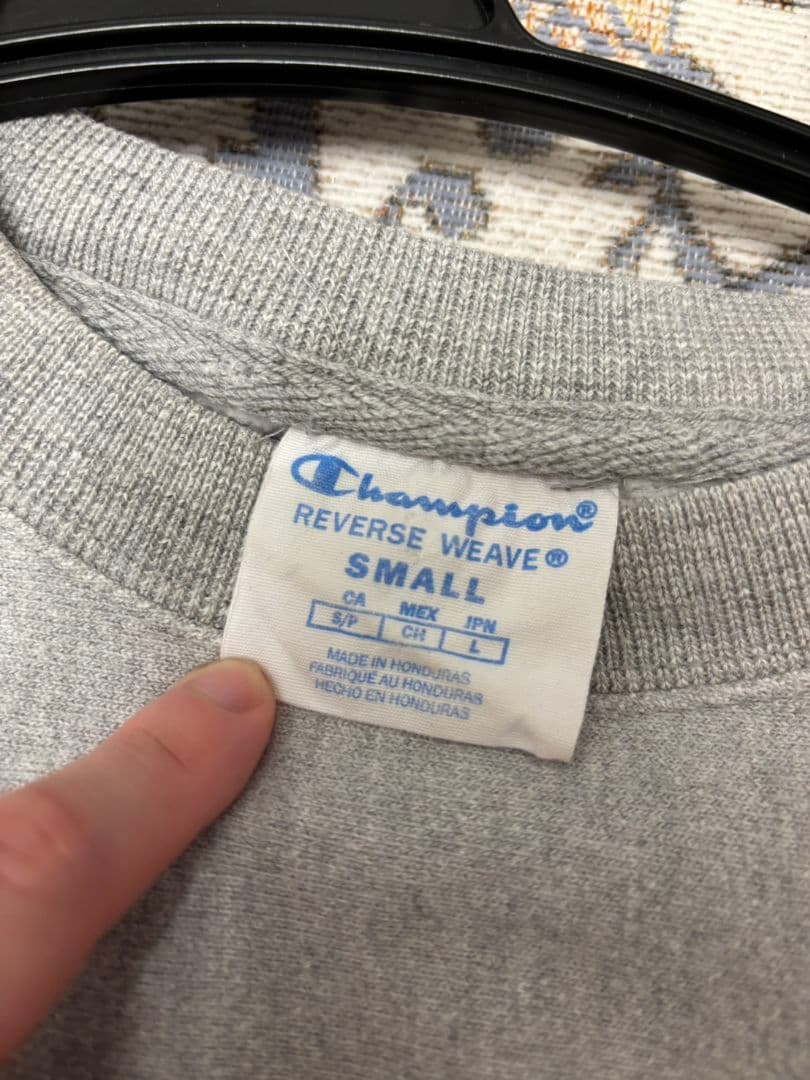 Champion®
REVERSE WEAVE®
SMALL
CA MEX JPN
S/P CH L
MADE IN HONDURAS
FABRIQUÉ AU HONDURAS
HECHO EN HONDURAS